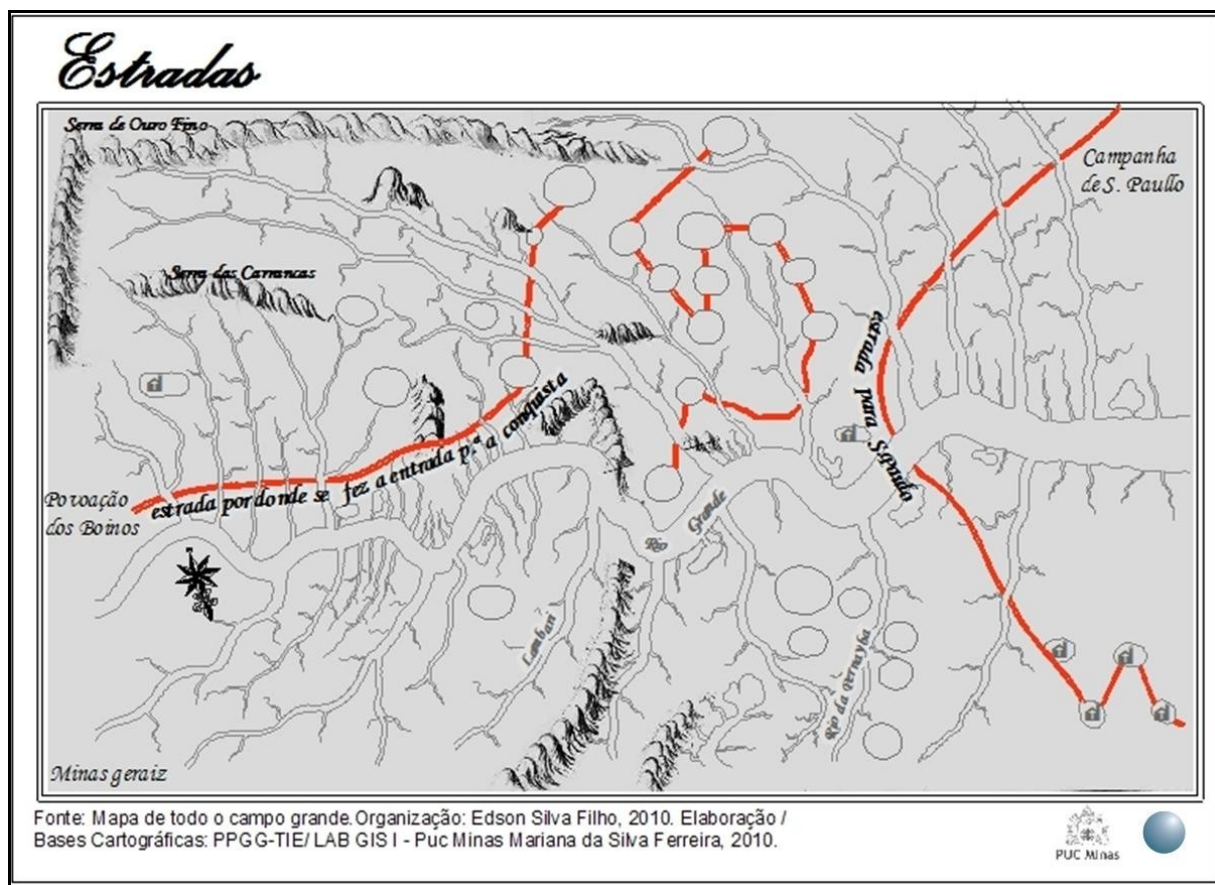 Estradas
Serra de Ouro Fino
Campanha
de S. Paullo
Serra das Carrancas
estrada para S.Paulo
estrada por donde se fez a entrada pª a conquista
Povoação
dos Boinos
Rio Grande
Lambari
Rio da Pernayba
Minas geraiz
Fonte: Mapa de todo o campo grande.Organização: Edson Silva Filho, 2010. Elaboração /
Bases Cartográficas: PPGG-TIE/ LAB GIS I - Puc Minas Mariana da Silva Ferreira, 2010.
PUC Minas